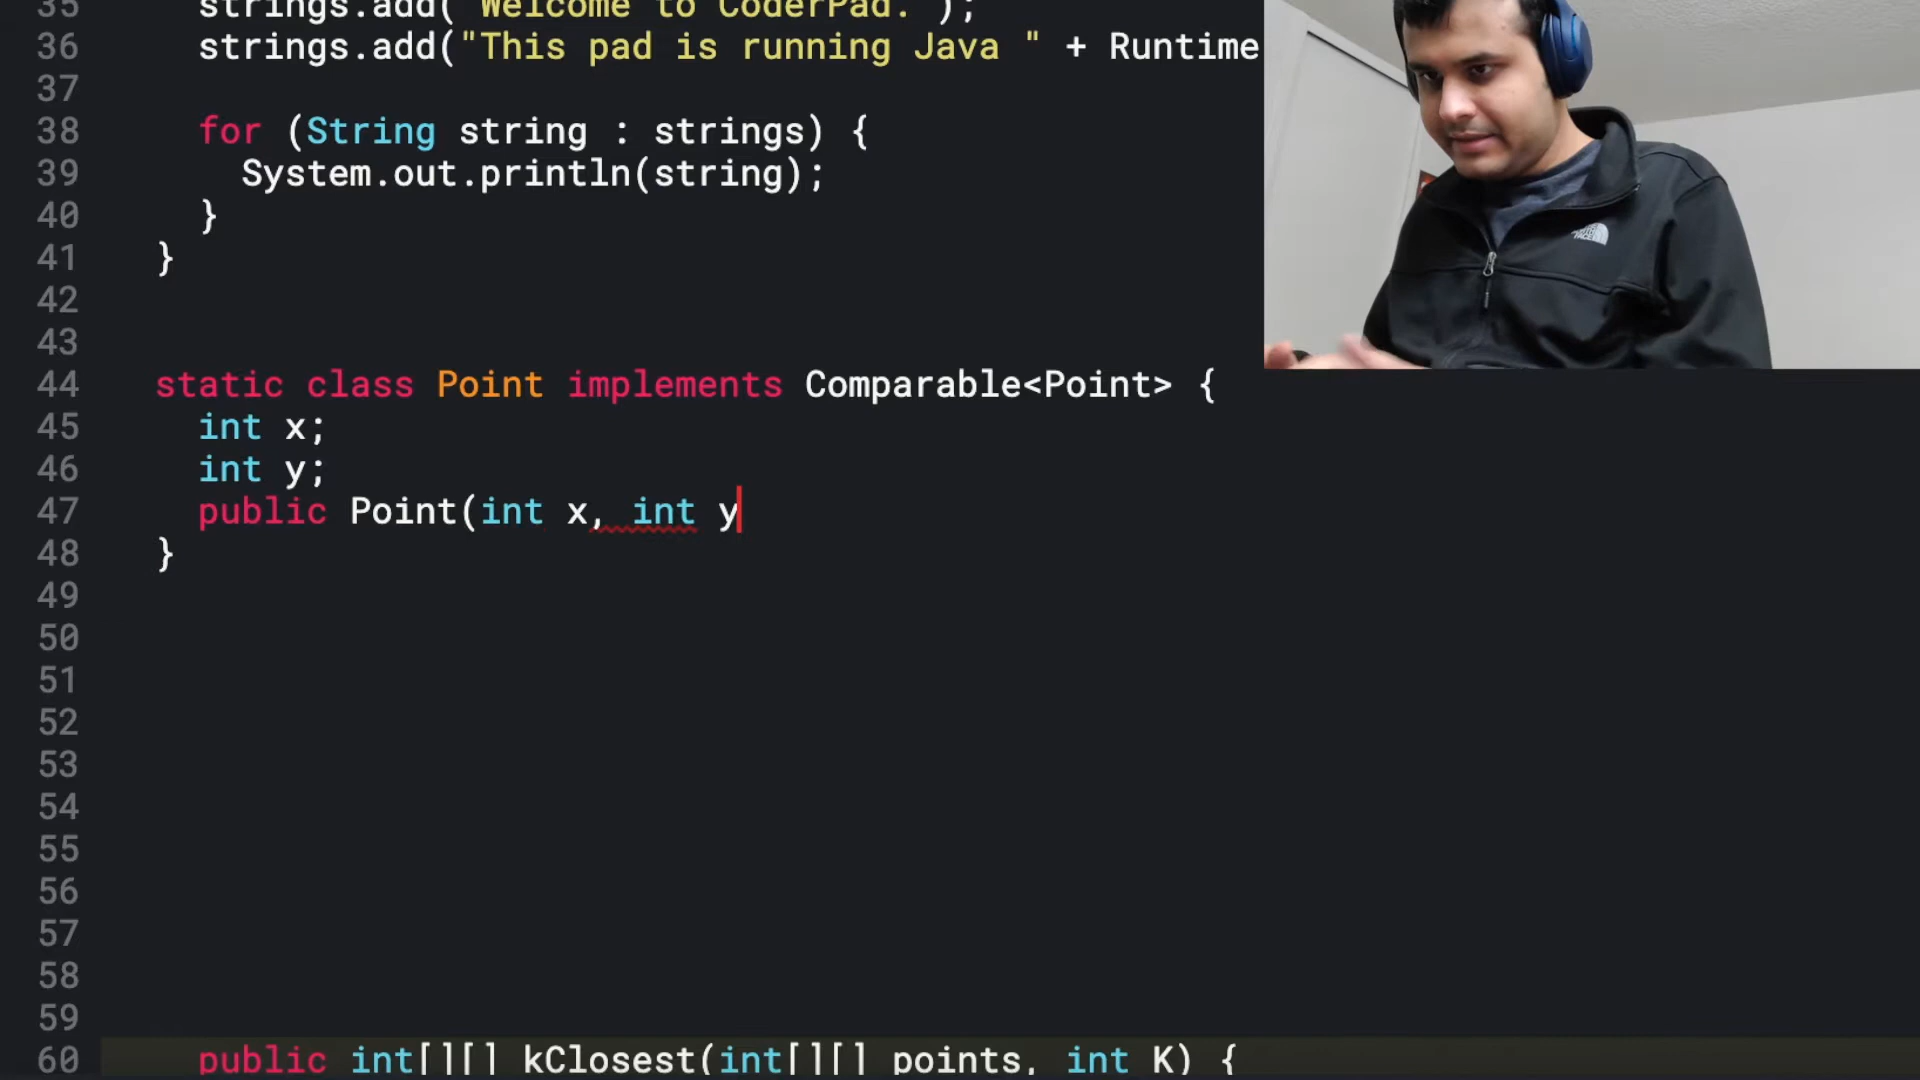 35 strings.add("Welcome to CoderPad.");
36 strings.add("This pad is running Java " + Runtime
37
38 for (String string : strings) {
39 System.out.println(string);
40 }
41 }
42
43
44 static class Point implements Comparable<Point> {
45 int x;
46 int y;
47 public Point(int x, int y
48 }
49
50
51
52
53
54
55
56
57
58
59
60 public int[][] kClosest(int[][] points, int K) {